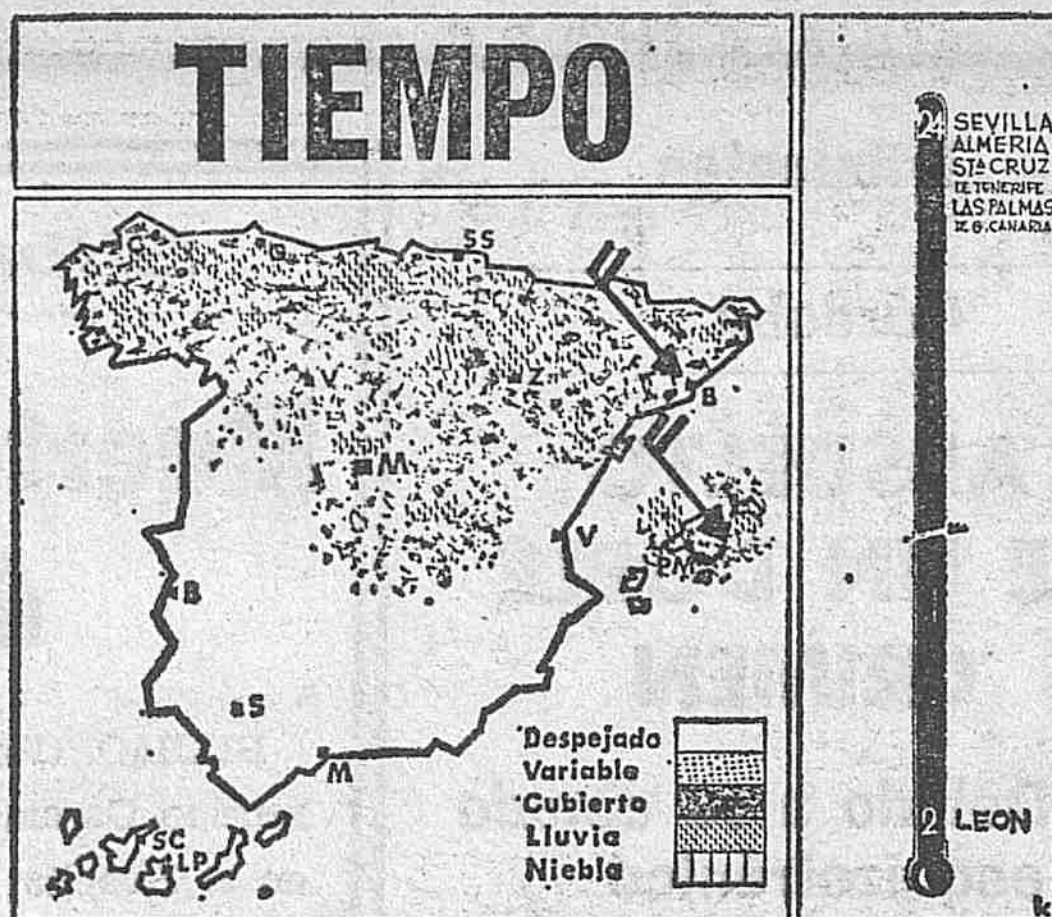 TIEMPO
SS
C
O
V
Z
B
M
V
PM
B
S
M
SC
LP
Despejado
Variable
Cubierto
Lluvia
Niebla
24
SEVILLA
ALMERIA
STA CRUZ
DE TENERIFE
LAS PALMAS
DE G. CANARIA
2
LEON